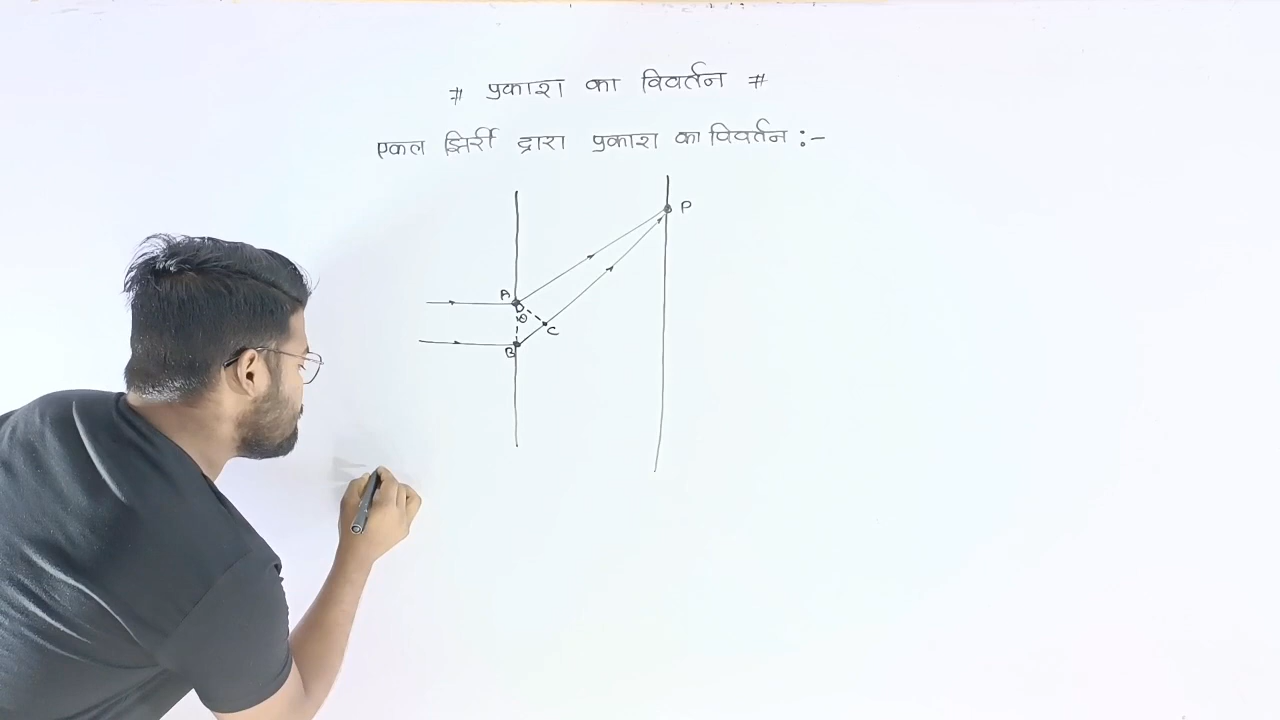 # प्रकाश का विवर्तन #
एकल झिर्री द्वारा प्रकाश का विवर्तन :-
P
A
θ
C
B